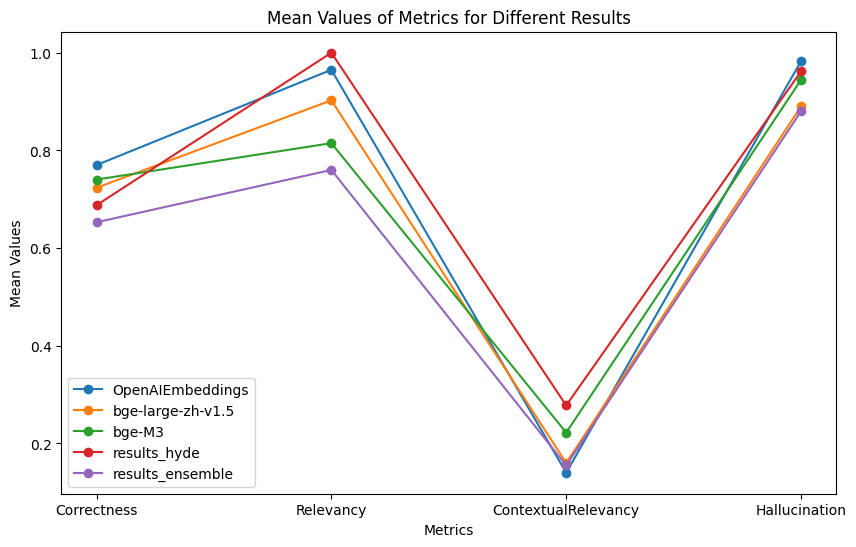 Mean Values of Metrics for Different Results
1.0
0.8
0.6
0.4
0.2
Mean Values
OpenAIEmbeddings
bge-large-zh-v1.5
bge-M3
results_hyde
results_ensemble
Correctness
Relevancy
ContextualRelevancy
Hallucination
Metrics